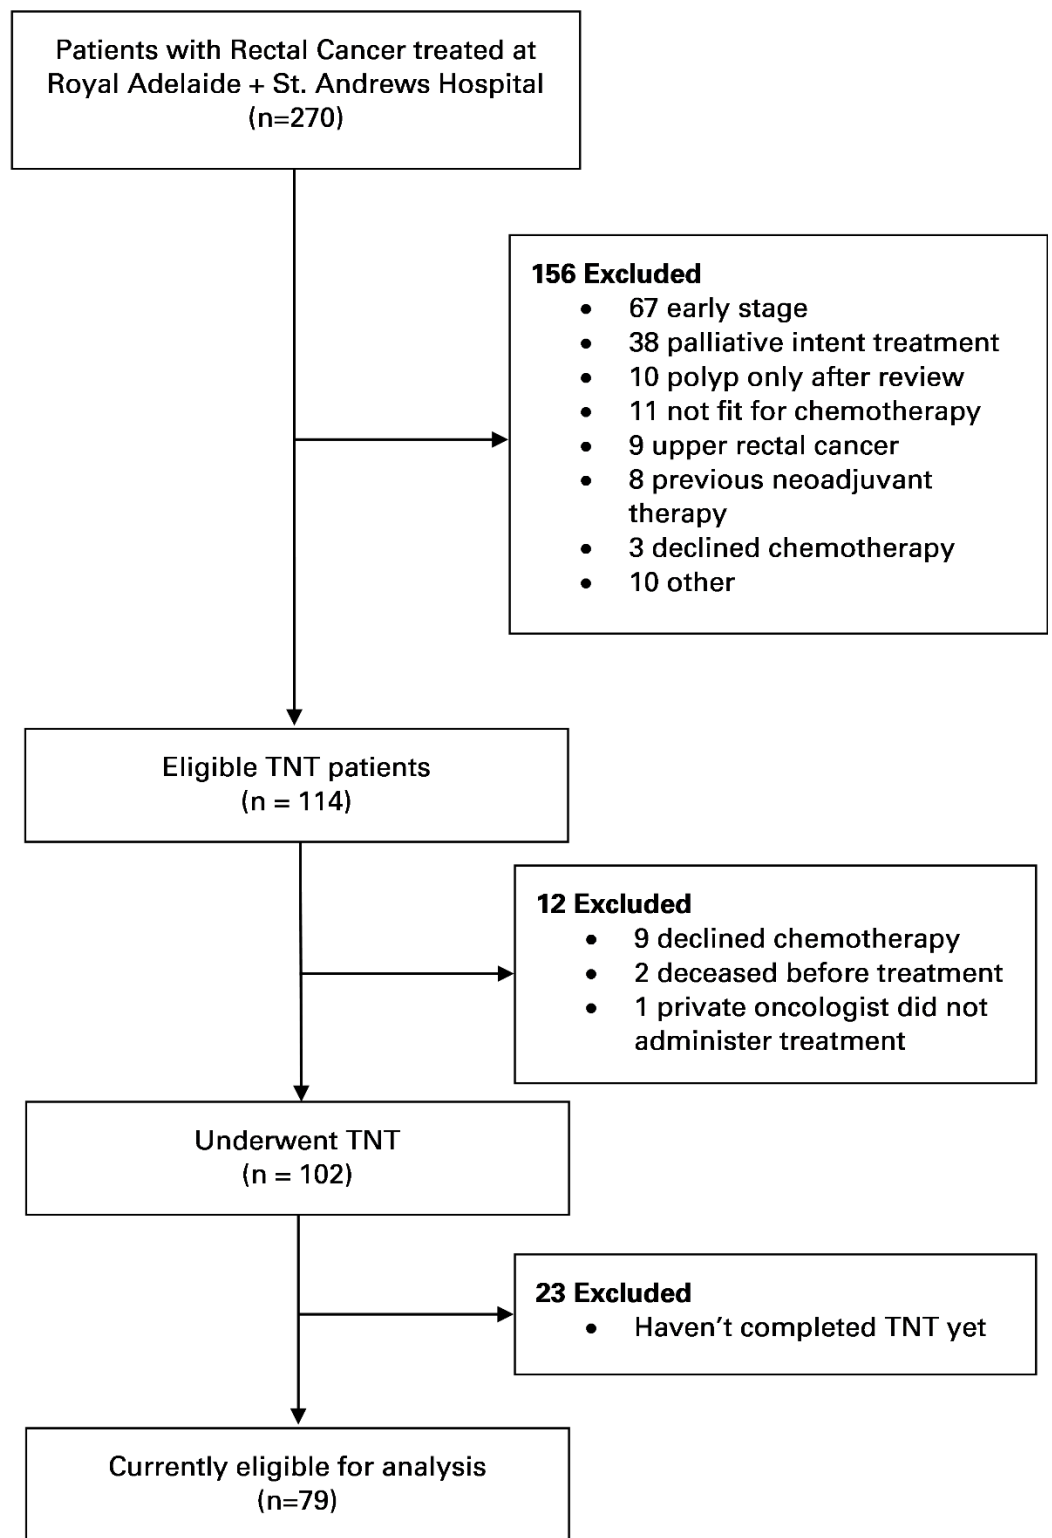 Patients with Rectal Cancer treated at
Royal Adelaide + St. Andrews Hospital
(n=270)
156 Excluded
• 67 early stage
• 38 palliative intent treatment
• 10 polyp only after review
• 11 not fit for chemotherapy
• 9 upper rectal cancer
• 8 previous neoadjuvant
therapy
• 3 declined chemotherapy
• 10 other
Eligible TNT patients
(n = 114)
12 Excluded
• 9 declined chemotherapy
• 2 deceased before treatment
• 1 private oncologist did not
administer treatment
Underwent TNT
(n = 102)
23 Excluded
• Haven’t completed TNT yet
Currently eligible for analysis
(n=79)